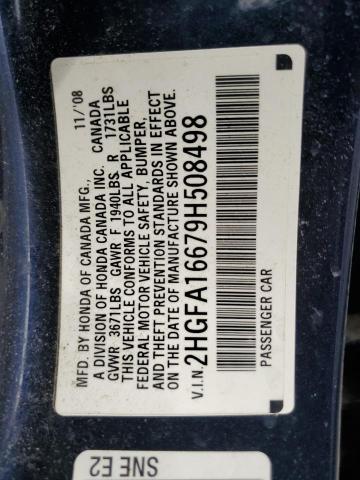 MFD. BY HONDA OF CANADA MFG., 11/'08
A DIVISION OF HONDA CANADA INC. CANADA
GVWR 3671LBS GAWR F 1940LBS R 1731LBS
THIS VEHICLE CONFORMS TO ALL APPLICABLE
FEDERAL MOTOR VEHICLE SAFETY, BUMPER,
AND THEFT PREVENTION STANDARDS IN EFFECT
ON THE DATE OF MANUFACTURE SHOWN ABOVE.
V.I.N. 2HGFA16679H508498
PASSENGER CAR
SNE E2